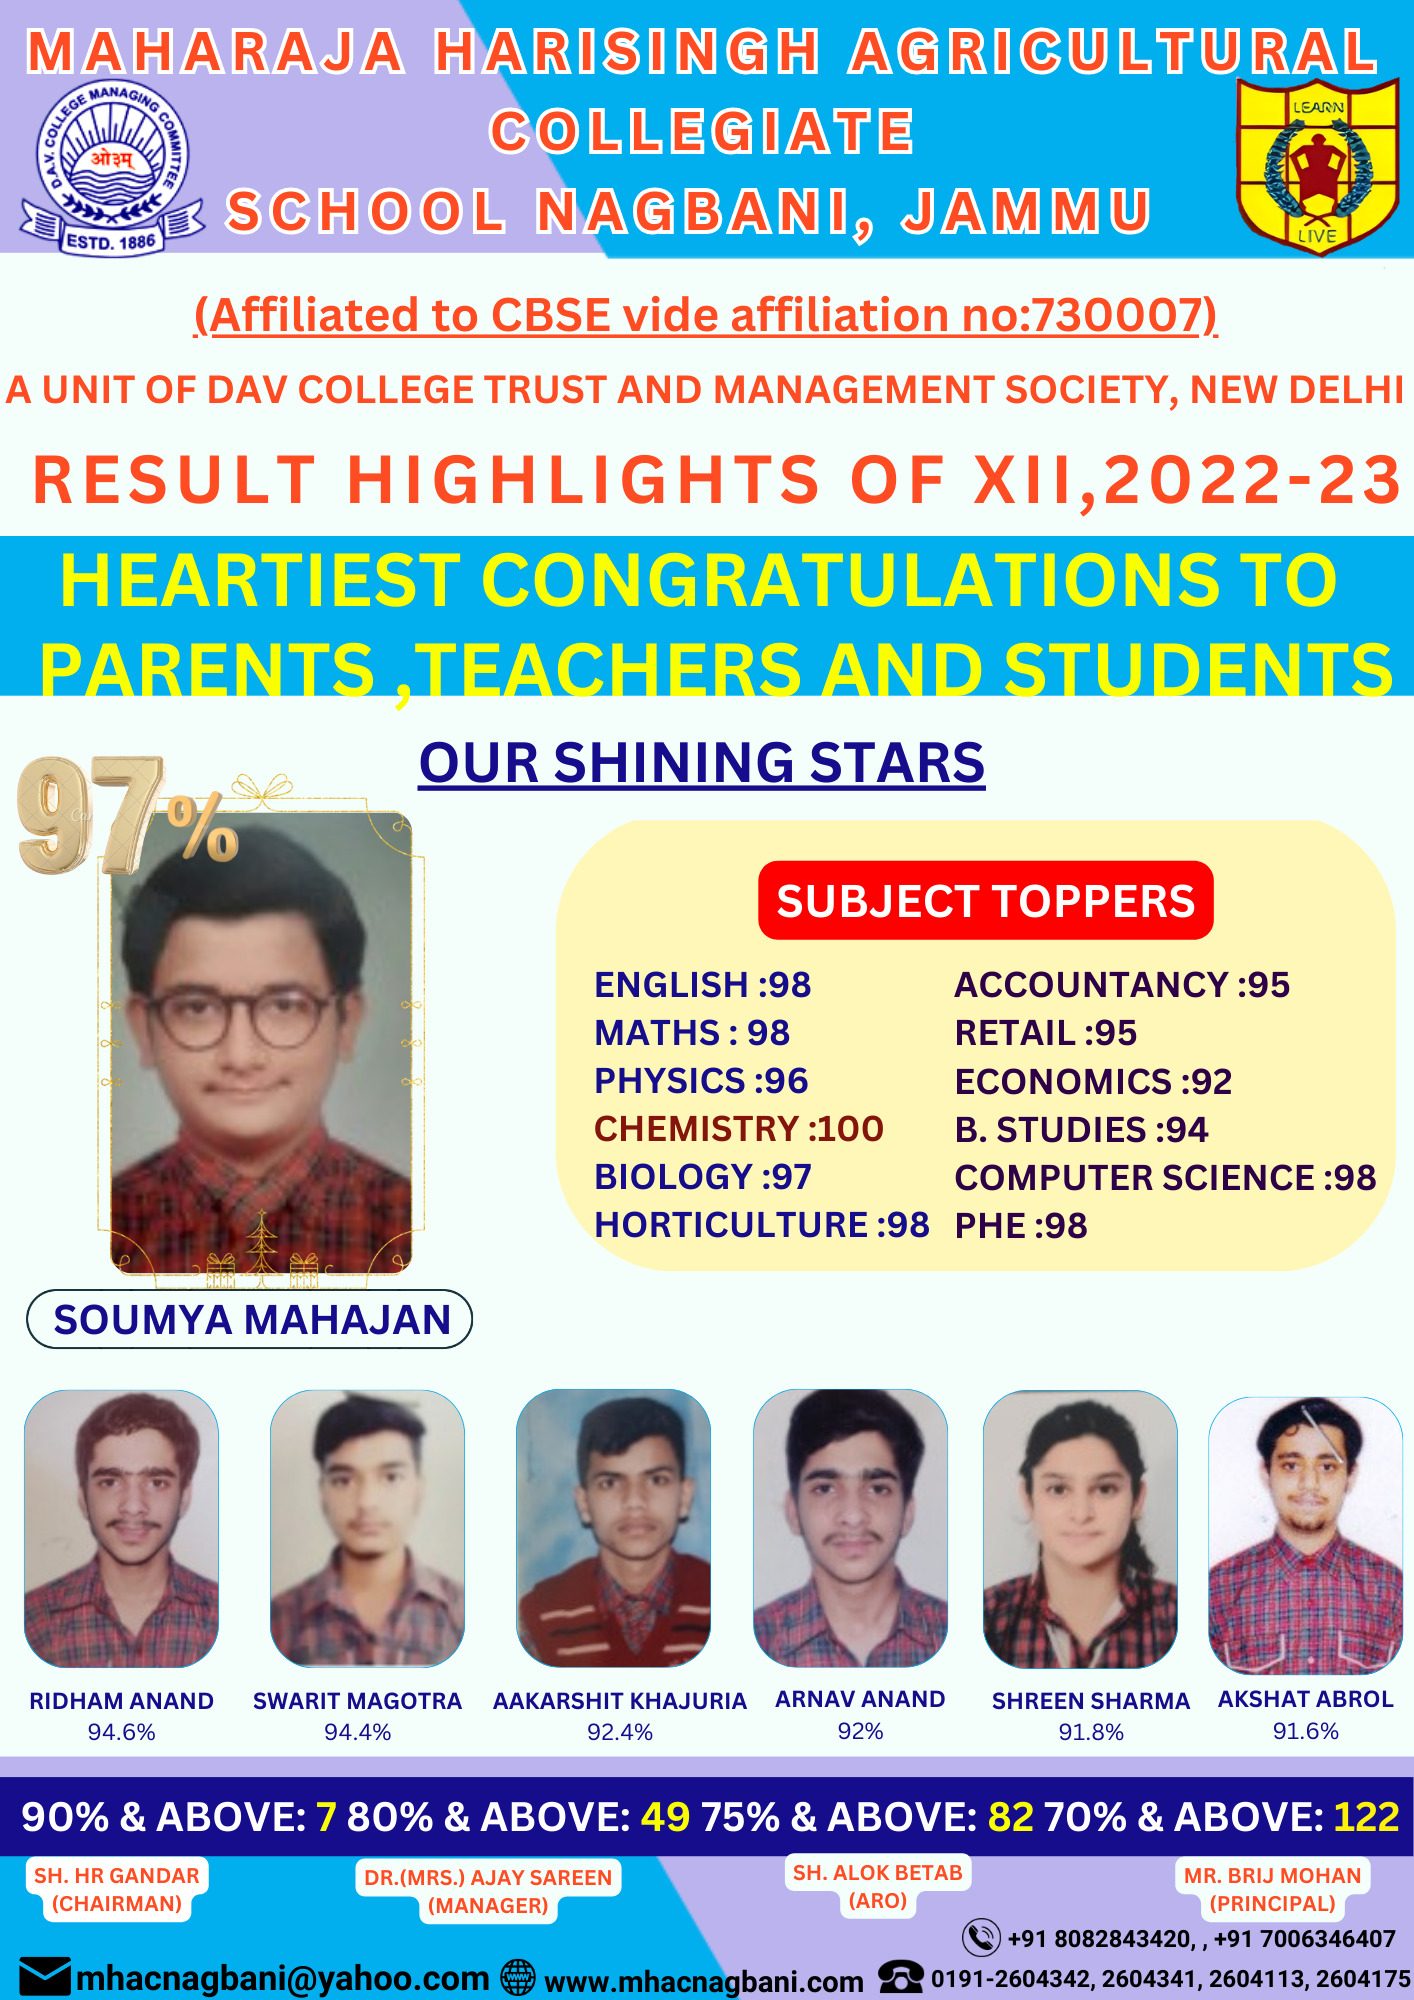 MAHARAJA HARISINGH AGRICULTURAL
COLLEGIATE
SCHOOL NAGBANI, JAMMU
D.A.V. COLLEGE MANAGING COMMITTEE
ओ३म्
ESTD. 1886
LEARN
LIVE
(Affiliated to CBSE vide affiliation no:730007)
A UNIT OF DAV COLLEGE TRUST AND MANAGEMENT SOCIETY, NEW DELHI
RESULT HIGHLIGHTS OF XII,2022-23
HEARTIEST CONGRATULATIONS TO
PARENTS ,TEACHERS AND STUDENTS
OUR SHINING STARS
97%
SOUMYA MAHAJAN
SUBJECT TOPPERS
ENGLISH :98
MATHS : 98
PHYSICS :96
CHEMISTRY :100
BIOLOGY :97
HORTICULTURE :98
ACCOUNTANCY :95
RETAIL :95
ECONOMICS :92
B. STUDIES :94
COMPUTER SCIENCE :98
PHE :98
RIDHAM ANAND
94.6%
SWARIT MAGOTRA
94.4%
AAKARSHIT KHAJURIA
92.4%
ARNAV ANAND
92%
SHREEN SHARMA
91.8%
AKSHAT ABROL
91.6%
90% & ABOVE: 7 80% & ABOVE: 49 75% & ABOVE: 82 70% & ABOVE: 122
SH. HR GANDAR
(CHAIRMAN)
DR.(MRS.) AJAY SAREEN
(MANAGER)
SH. ALOK BETAB
(ARO)
MR. BRIJ MOHAN
(PRINCIPAL)
+91 8082843420, , +91 7006346407
mhacnagbani@yahoo.com
www.mhacnagbani.com
0191-2604342, 2604341, 2604113, 2604175